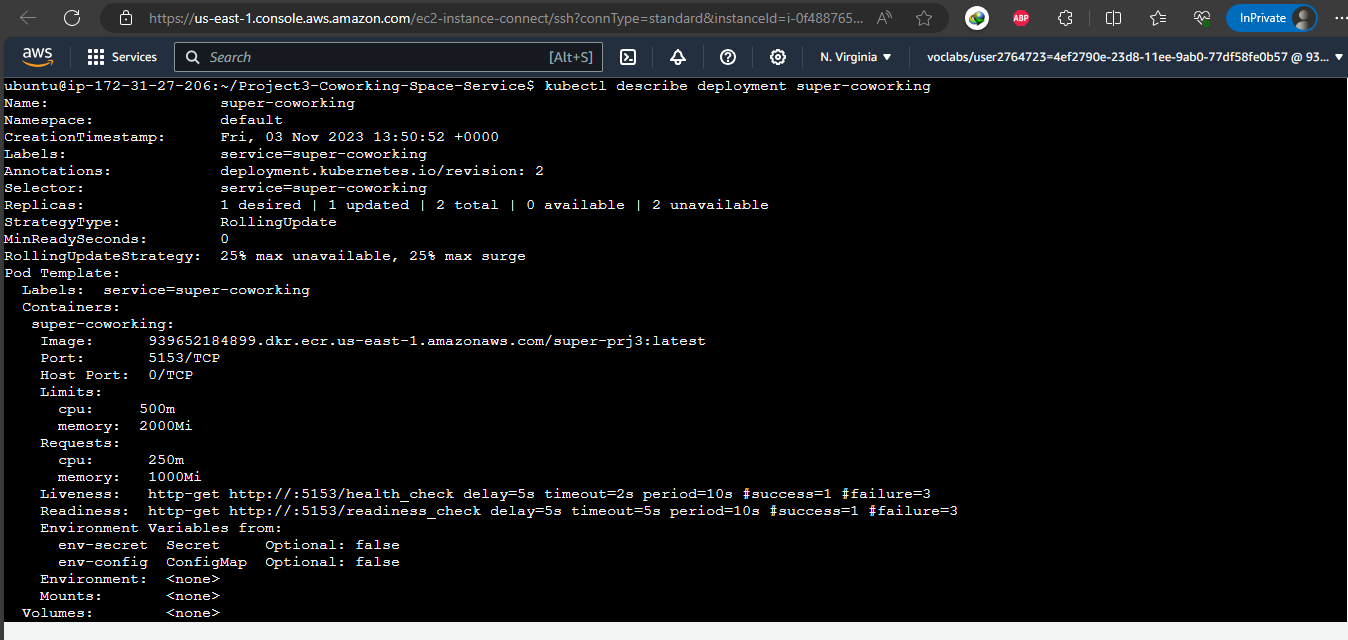 https://us-east-1.console.aws.amazon.com/ec2-instance-connect/ssh?connType=standard&instanceId=i-0f488765... A ABP InPrivate
aws Services Search [Alt+S] N. Virginia voclabs/user2764723=4ef2790e-23d8-11ee-9ab0-77df58fe0b57 @ 93...
ubuntu@ip-172-31-27-206:~/Project3-Coworking-Space-Service$ kubectl describe deployment super-coworking
Name: super-coworking
Namespace: default
CreationTimestamp: Fri, 03 Nov 2023 13:50:52 +0000
Labels: service=super-coworking
Annotations: deployment.kubernetes.io/revision: 2
Selector: service=super-coworking
Replicas: 1 desired | 1 updated | 2 total | 0 available | 2 unavailable
StrategyType: RollingUpdate
MinReadySeconds: 0
RollingUpdateStrategy: 25% max unavailable, 25% max surge
Pod Template:
Labels: service=super-coworking
Containers:
super-coworking:
Image: 939652184899.dkr.ecr.us-east-1.amazonaws.com/super-prj3:latest
Port: 5153/TCP
Host Port: 0/TCP
Limits:
cpu: 500m
memory: 2000Mi
Requests:
cpu: 250m
memory: 1000Mi
Liveness: http-get http://:5153/health_check delay=5s timeout=2s period=10s #success=1 #failure=3
Readiness: http-get http://:5153/readiness_check delay=5s timeout=5s period=10s #success=1 #failure=3
Environment Variables from:
env-secret Secret Optional: false
env-config ConfigMap Optional: false
Environment: <none>
Mounts: <none>
Volumes: <none>